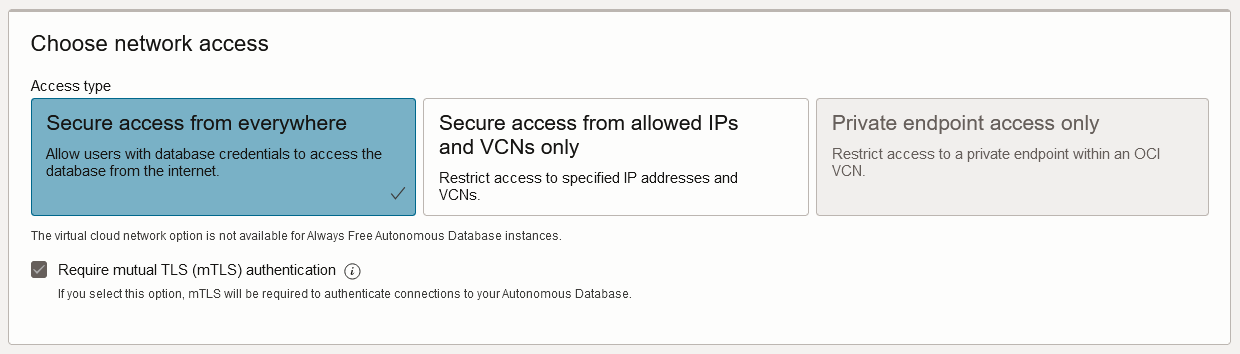 Choose network access
Access type
Secure access from everywhere
Allow users with database credentials to access the
database from the internet.
Secure access from allowed IPs
and VCNs only
Restrict access to specified IP addresses and
VCNs.
Private endpoint access only
Restrict access to a private endpoint within an OCI
VCN.
The virtual cloud network option is not available for Always Free Autonomous Database instances.
Require mutual TLS (mTLS) authentication
If you select this option, mTLS will be required to authenticate connections to your Autonomous Database.